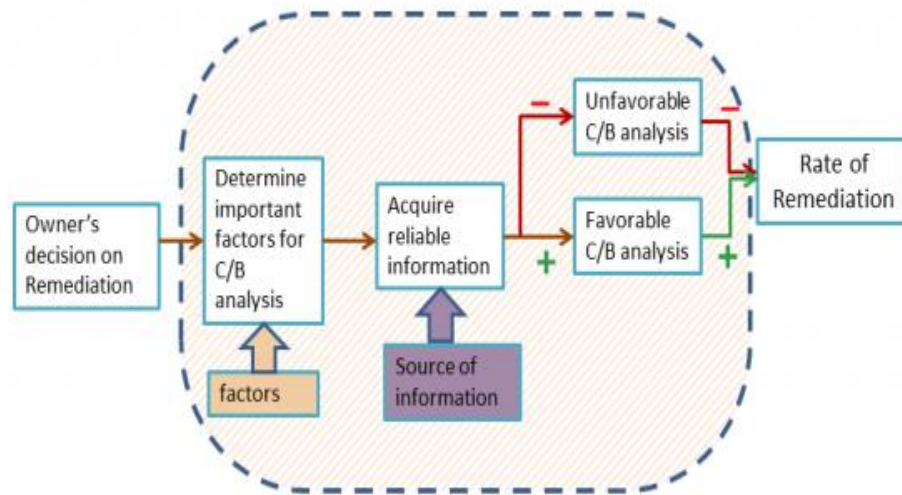 Owner's
decision on
Remediation
Determine
important
factors for
C/B
analysis
factors
Acquire
reliable
information
Source of
information
−
Unfavorable
C/B analysis
−
+
Favorable
C/B analysis
+
Rate of
Remediation